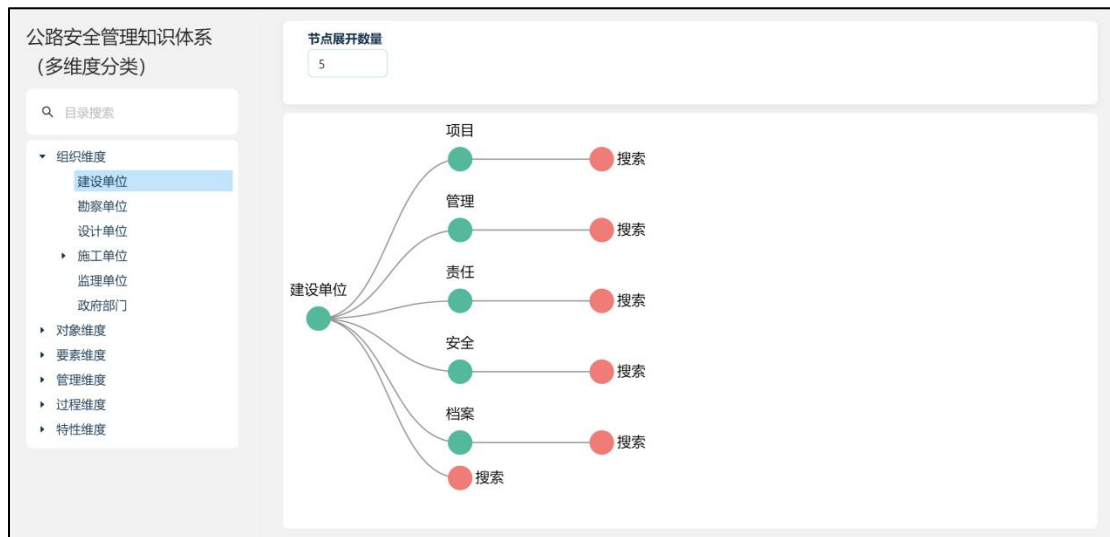 公路安全管理知识体系
（多维度分类）
目录搜索
组织维度
建设单位
勘察单位
设计单位
施工单位
监理单位
政府部门
对象维度
要素维度
管理维度
过程维度
特性维度
节点展开数量
5
建设单位
项目
搜索
管理
搜索
责任
搜索
安全
搜索
档案
搜索
搜索